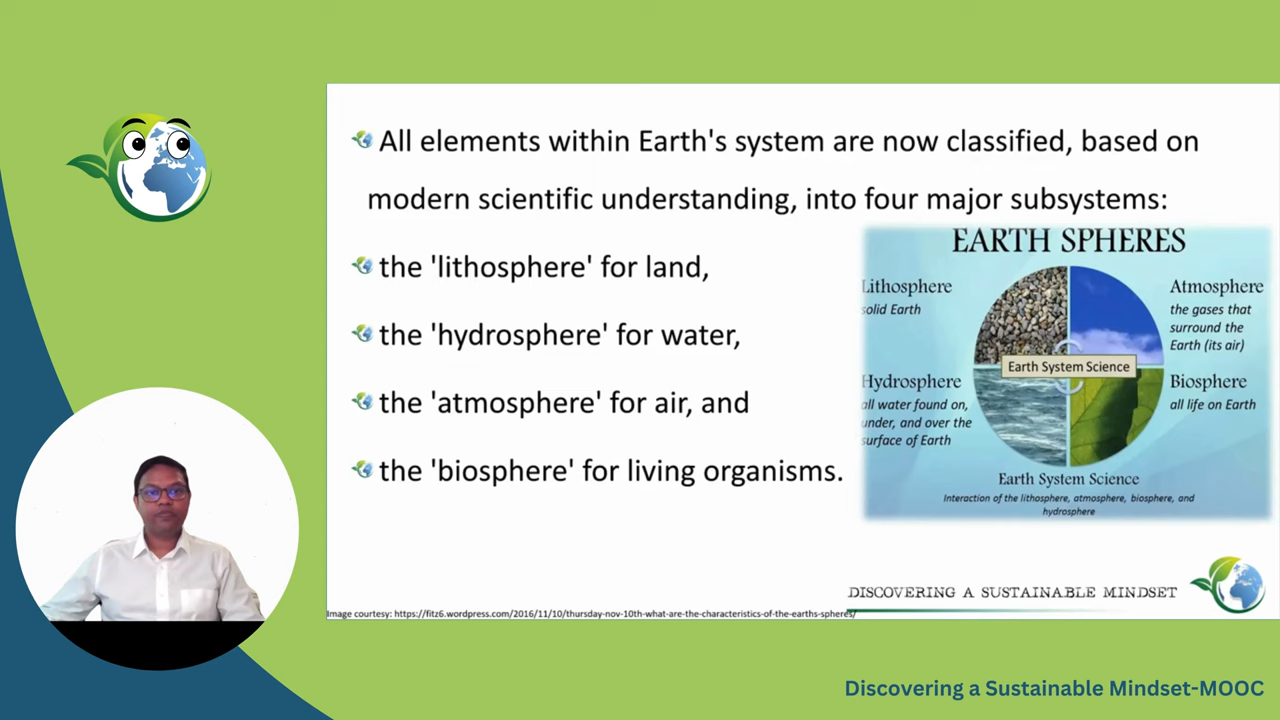 All elements within Earth's system are now classified, based on
modern scientific understanding, into four major subsystems:
the 'lithosphere' for land,
the 'hydrosphere' for water,
the 'atmosphere' for air, and
the 'biosphere' for living organisms.
EARTH SPHERES
Lithosphere
solid Earth
Atmosphere
the gases that
surround the
Earth (its air)
Earth System Science
Hydrosphere
all water found on,
under, and over the
surface of Earth
Biosphere
all life on Earth
Earth System Science
Interaction of the lithosphere, atmosphere, biosphere, and
hydrosphere
DISCOVERING A SUSTAINABLE MINDSET
Image courtesy: https://fitz6.wordpress.com/2016/11/10/thursday-nov-10th-what-are-the-characteristics-of-the-earths-spheres/
Discovering a Sustainable Mindset-MOOC